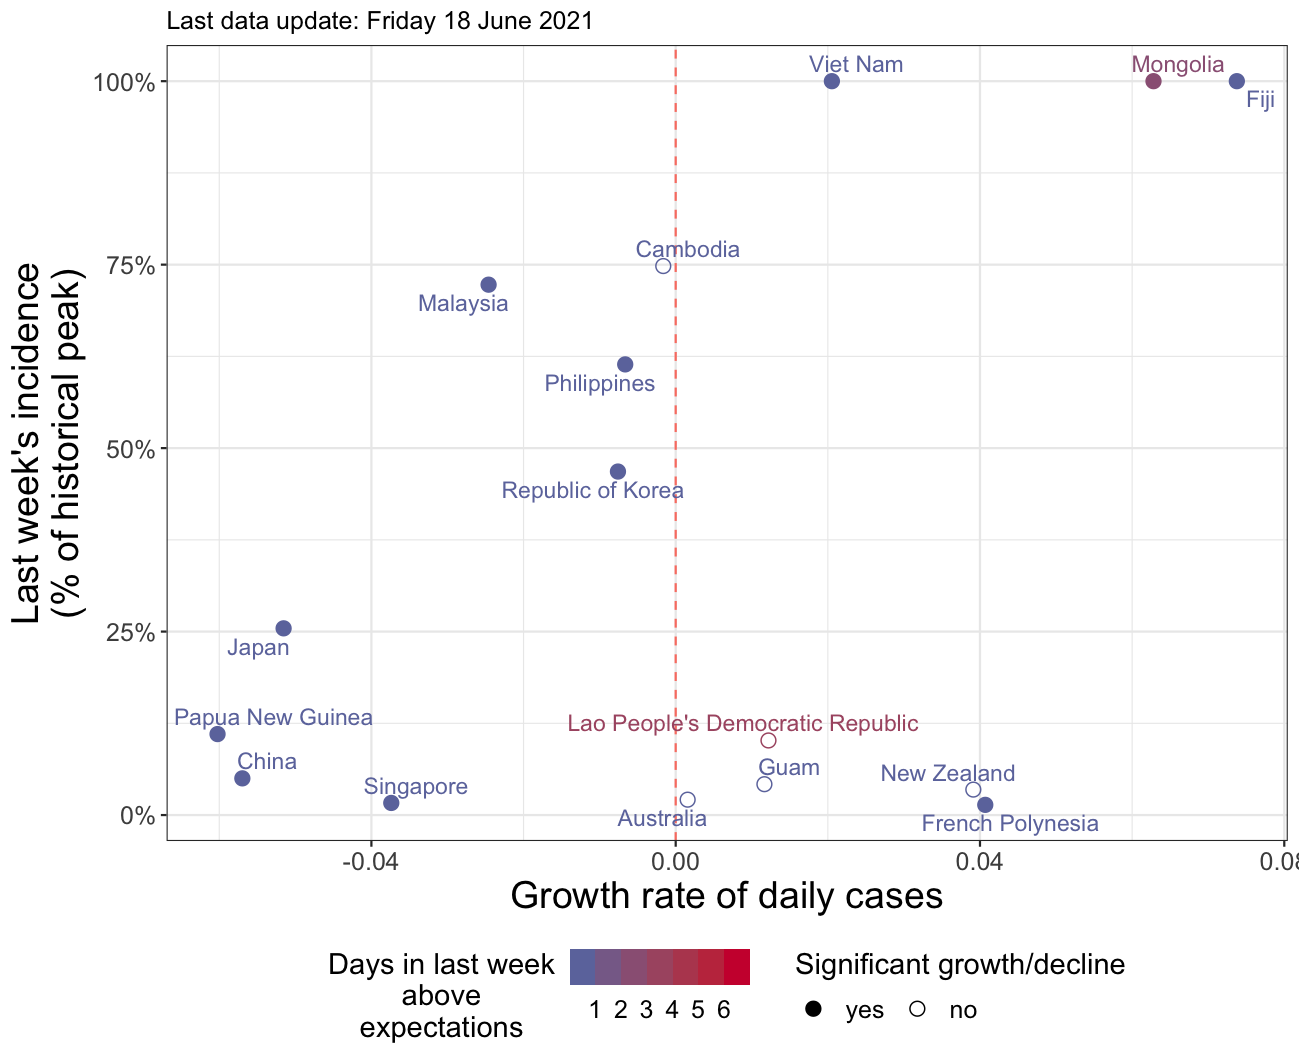 Last data update: Friday 18 June 2021
Last week's incidence
(% of historical peak)
100%
75%
50%
25%
0%
Viet Nam
Mongolia
Fiji
Cambodia
Malaysia
Philippines
Republic of Korea
Japan
Papua New Guinea
Lao People's Democratic Republic
China
Guam
New Zealand
Singapore
Australia
French Polynesia
-0.04 0.00 0.04 0.08
Growth rate of daily cases
Days in last week
above
expectations
1 2 3 4 5 6
Significant growth/decline
yes no